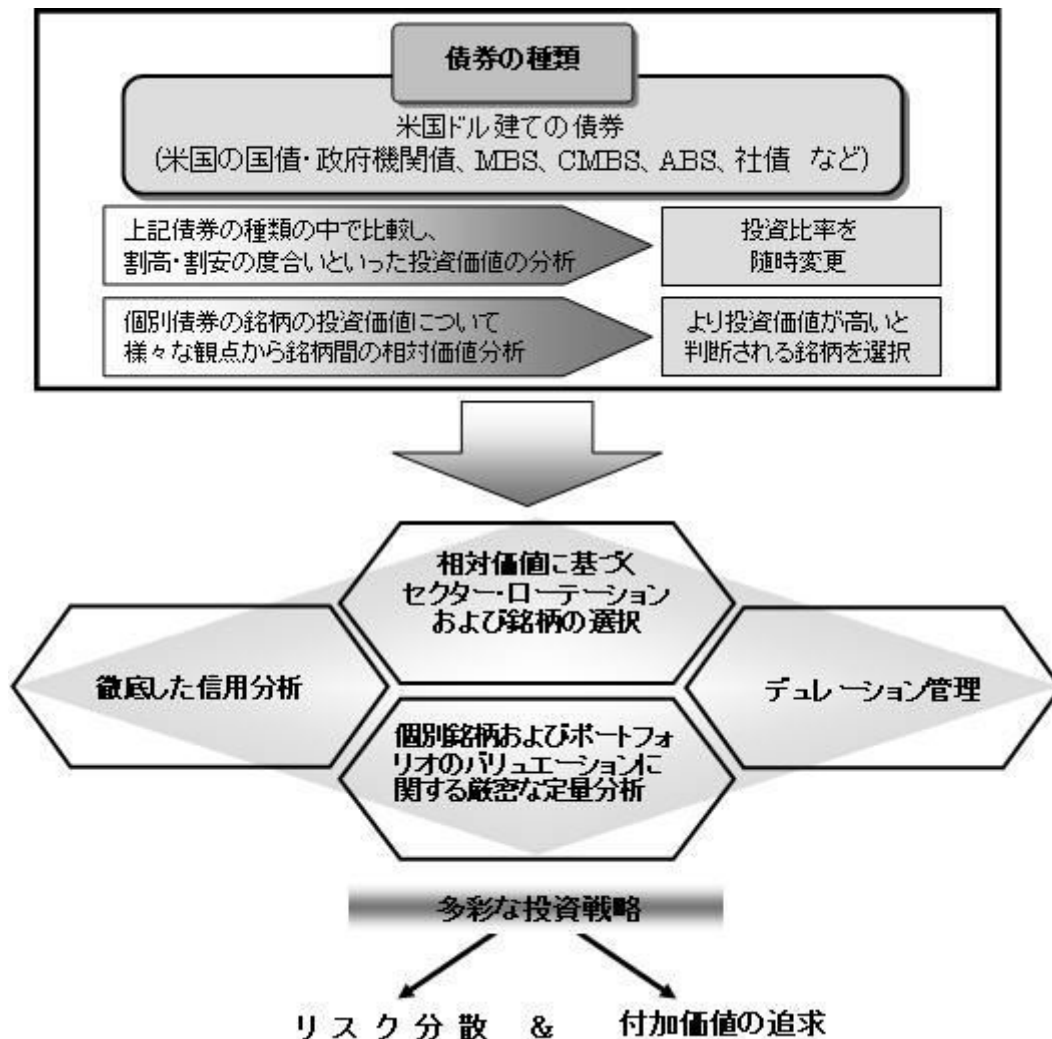 債券の種類
米国ドル建ての債券
(米国の国債・政府機関債、MBS、CMBS、ABS、社債 など)
上記債券の種類の中で比較し、
割高・割安の度合いといった投資価値の分析
投資比率を
随時変更
個別債券の銘柄の投資価値について
様々な観点から銘柄間の相対価値分析
より投資価値が高いと
判断される銘柄を選択
相対価値に基づく
セクター・ローテーション
および銘柄の選択
徹底した信用分析
デュレーション管理
個別銘柄およびポートフォ
リオのバリュエーションに
関する厳密な定量分析
多彩な投資戦略
リスク分散 & 付加価値の追求